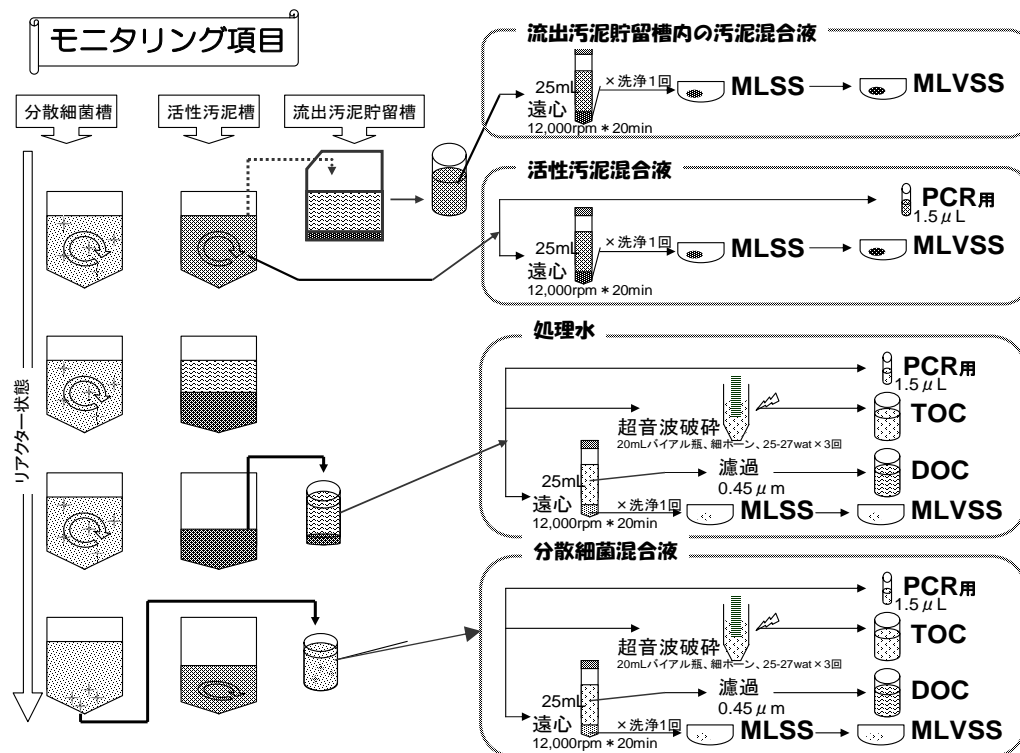 モニタリング項目
分散細菌槽
活性汚泥槽
流出汚泥貯留槽
リアクター状態
流出汚泥貯留槽内の汚泥混合液
25mL
遠心
12,000rpm*20min
×洗浄1回
MLSS
MLVSS
活性汚泥混合液
PCR用
1.5μL
25mL
遠心
12,000rpm*20min
×洗浄1回
MLSS
MLVSS
処理水
PCR用
1.5μL
超音波破砕
20mLバイアル瓶、細ホーン、25-27wat×3回
TOC
25mL
遠心
12,000rpm*20min
濾過
0.45μm
DOC
×洗浄1回
MLSS
MLVSS
分散細菌混合液
PCR用
1.5μL
超音波破砕
20mLバイアル瓶、細ホーン、25-27wat×3回
TOC
25mL
遠心
12,000rpm*20min
濾過
0.45μm
DOC
×洗浄1回
MLSS
MLVSS